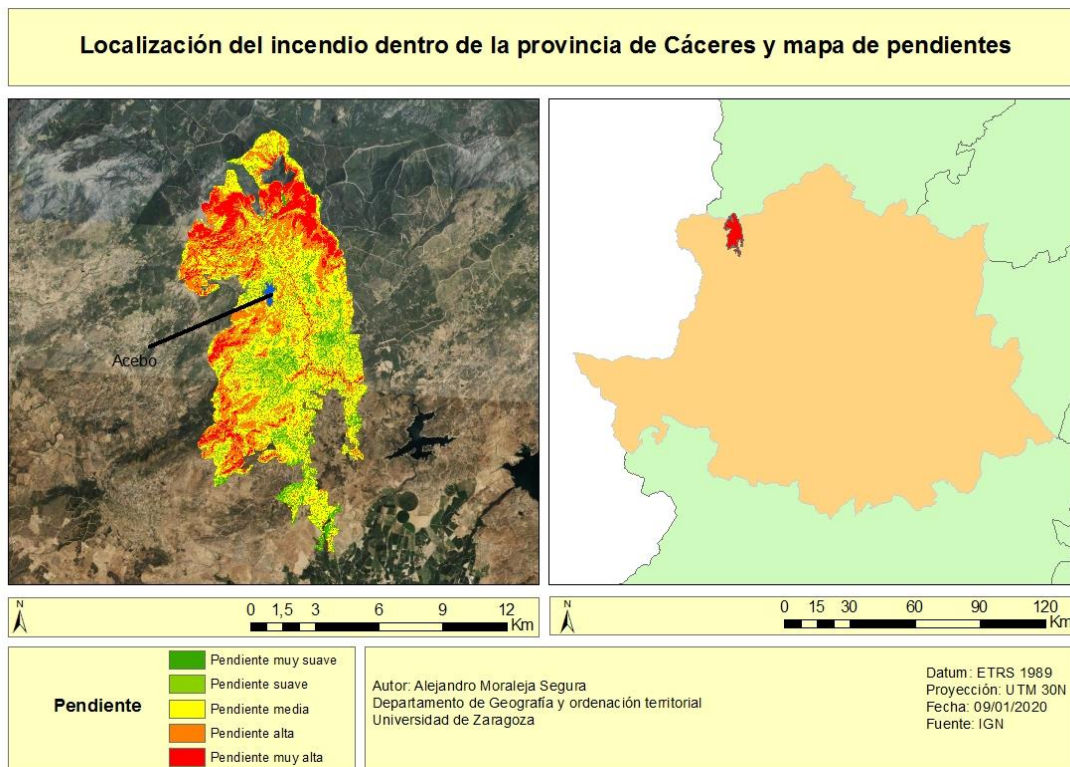 Localización del incendio dentro de la provincia de Cáceres y mapa de pendientes
Acebo
N
0 1,5 3 6 9 12
Km
N
0 15 30 60 90 120
Km
Pendiente
Pendiente muy suave
Pendiente suave
Pendiente media
Pendiente alta
Pendiente muy alta
Autor: Alejandro Moraleja Segura
Departamento de Geografía y ordenación territorial
Universidad de Zaragoza
Datum: ETRS 1989
Proyección: UTM 30N
Fecha: 09/01/2020
Fuente: IGN